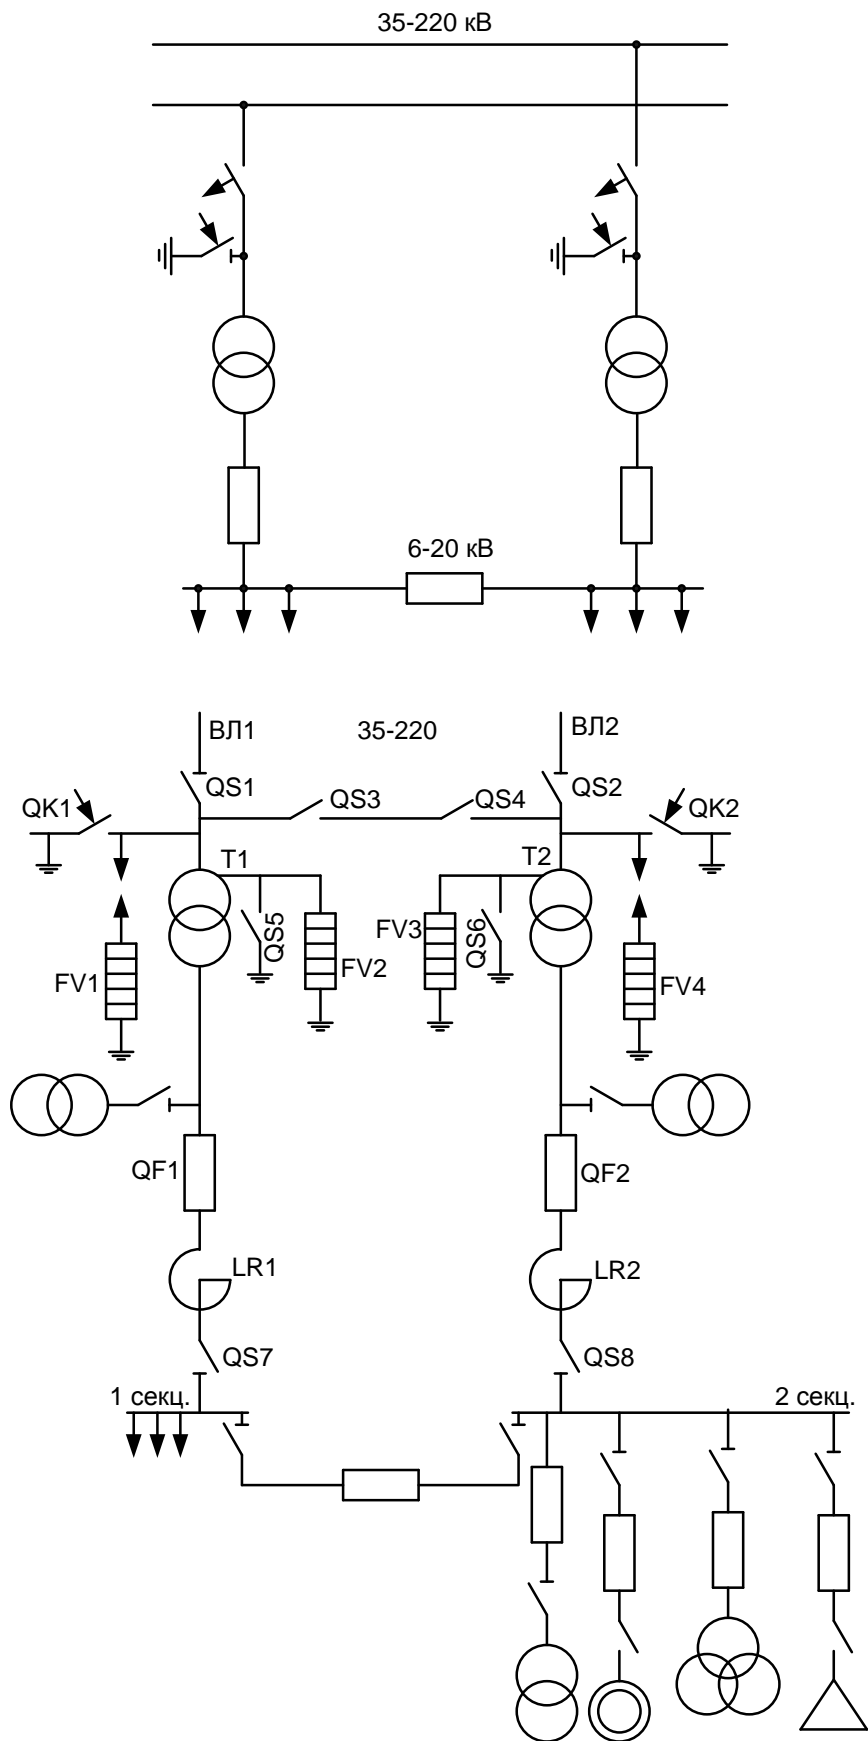 35-220 кВ
6-20 кВ
ВЛ1 35-220 ВЛ2
QS1 QS2
QK1 QS3 QS4 QK2
T1 T2
QS5 QS6
FV1 FV2 FV3 FV4
QF1 QF2
LR1 LR2
QS7 QS8
1 секц. 2 секц.